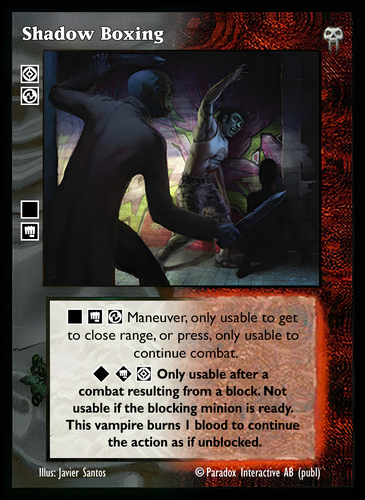 Shadow Boxing
Maneuver, only usable to get
to close range, or press, only usable to
continue combat.
Only usable after a
combat resulting from a block. Not
usable if the blocking minion is ready.
This vampire burns 1 blood to continue
the action as if unblocked.
Illus: Javier Santos © Paradox Interactive AB (publ)